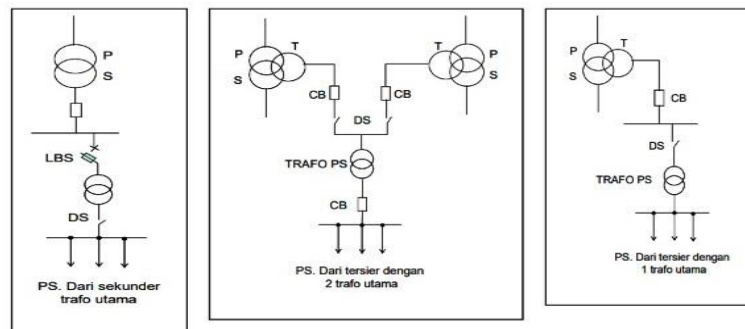 P
S
LBS
DS
PS. Dari sekunder
trafo utama
P
T
S
CB
T
P
S
CB
DS
TRAFO PS
CB
PS. Dari tersier dengan
2 trafo utama
P
T
S
CB
DS
TRAFO PS
PS. Dari tersier dengan
1 trafo utama